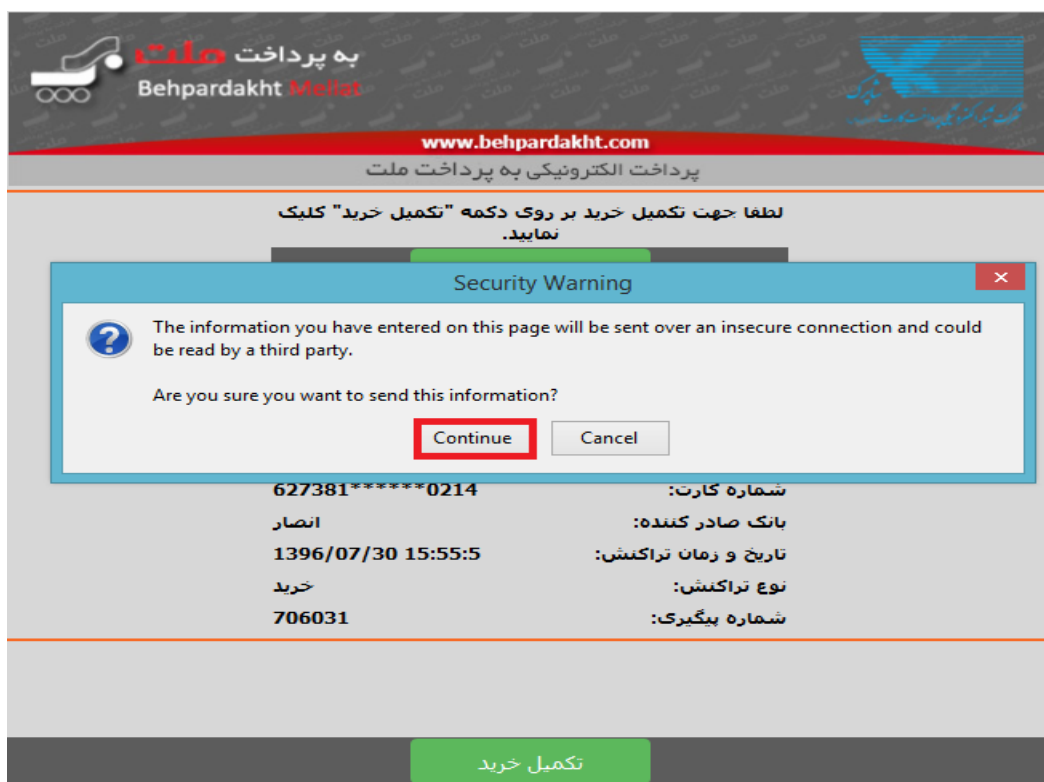 به پرداخت ملت
Behpardakht Mellat
شاپرک
www.behpardakht.com
پرداخت الکترونیکی به پرداخت ملت
لطفا جهت تکمیل خرید بر روی دکمه "تکمیل خرید" کلیک
نمایید.
Security Warning
The information you have entered on this page will be sent over an insecure connection and could
be read by a third party.
Are you sure you want to send this information?
Continue
Cancel
شماره کارت: 627381******0214
بانک صادر کننده: انصار
تاریخ و زمان تراکنش: 1396/07/30 15:55:5
نوع تراکنش: خرید
شماره پیگیری: 706031
تکمیل خرید